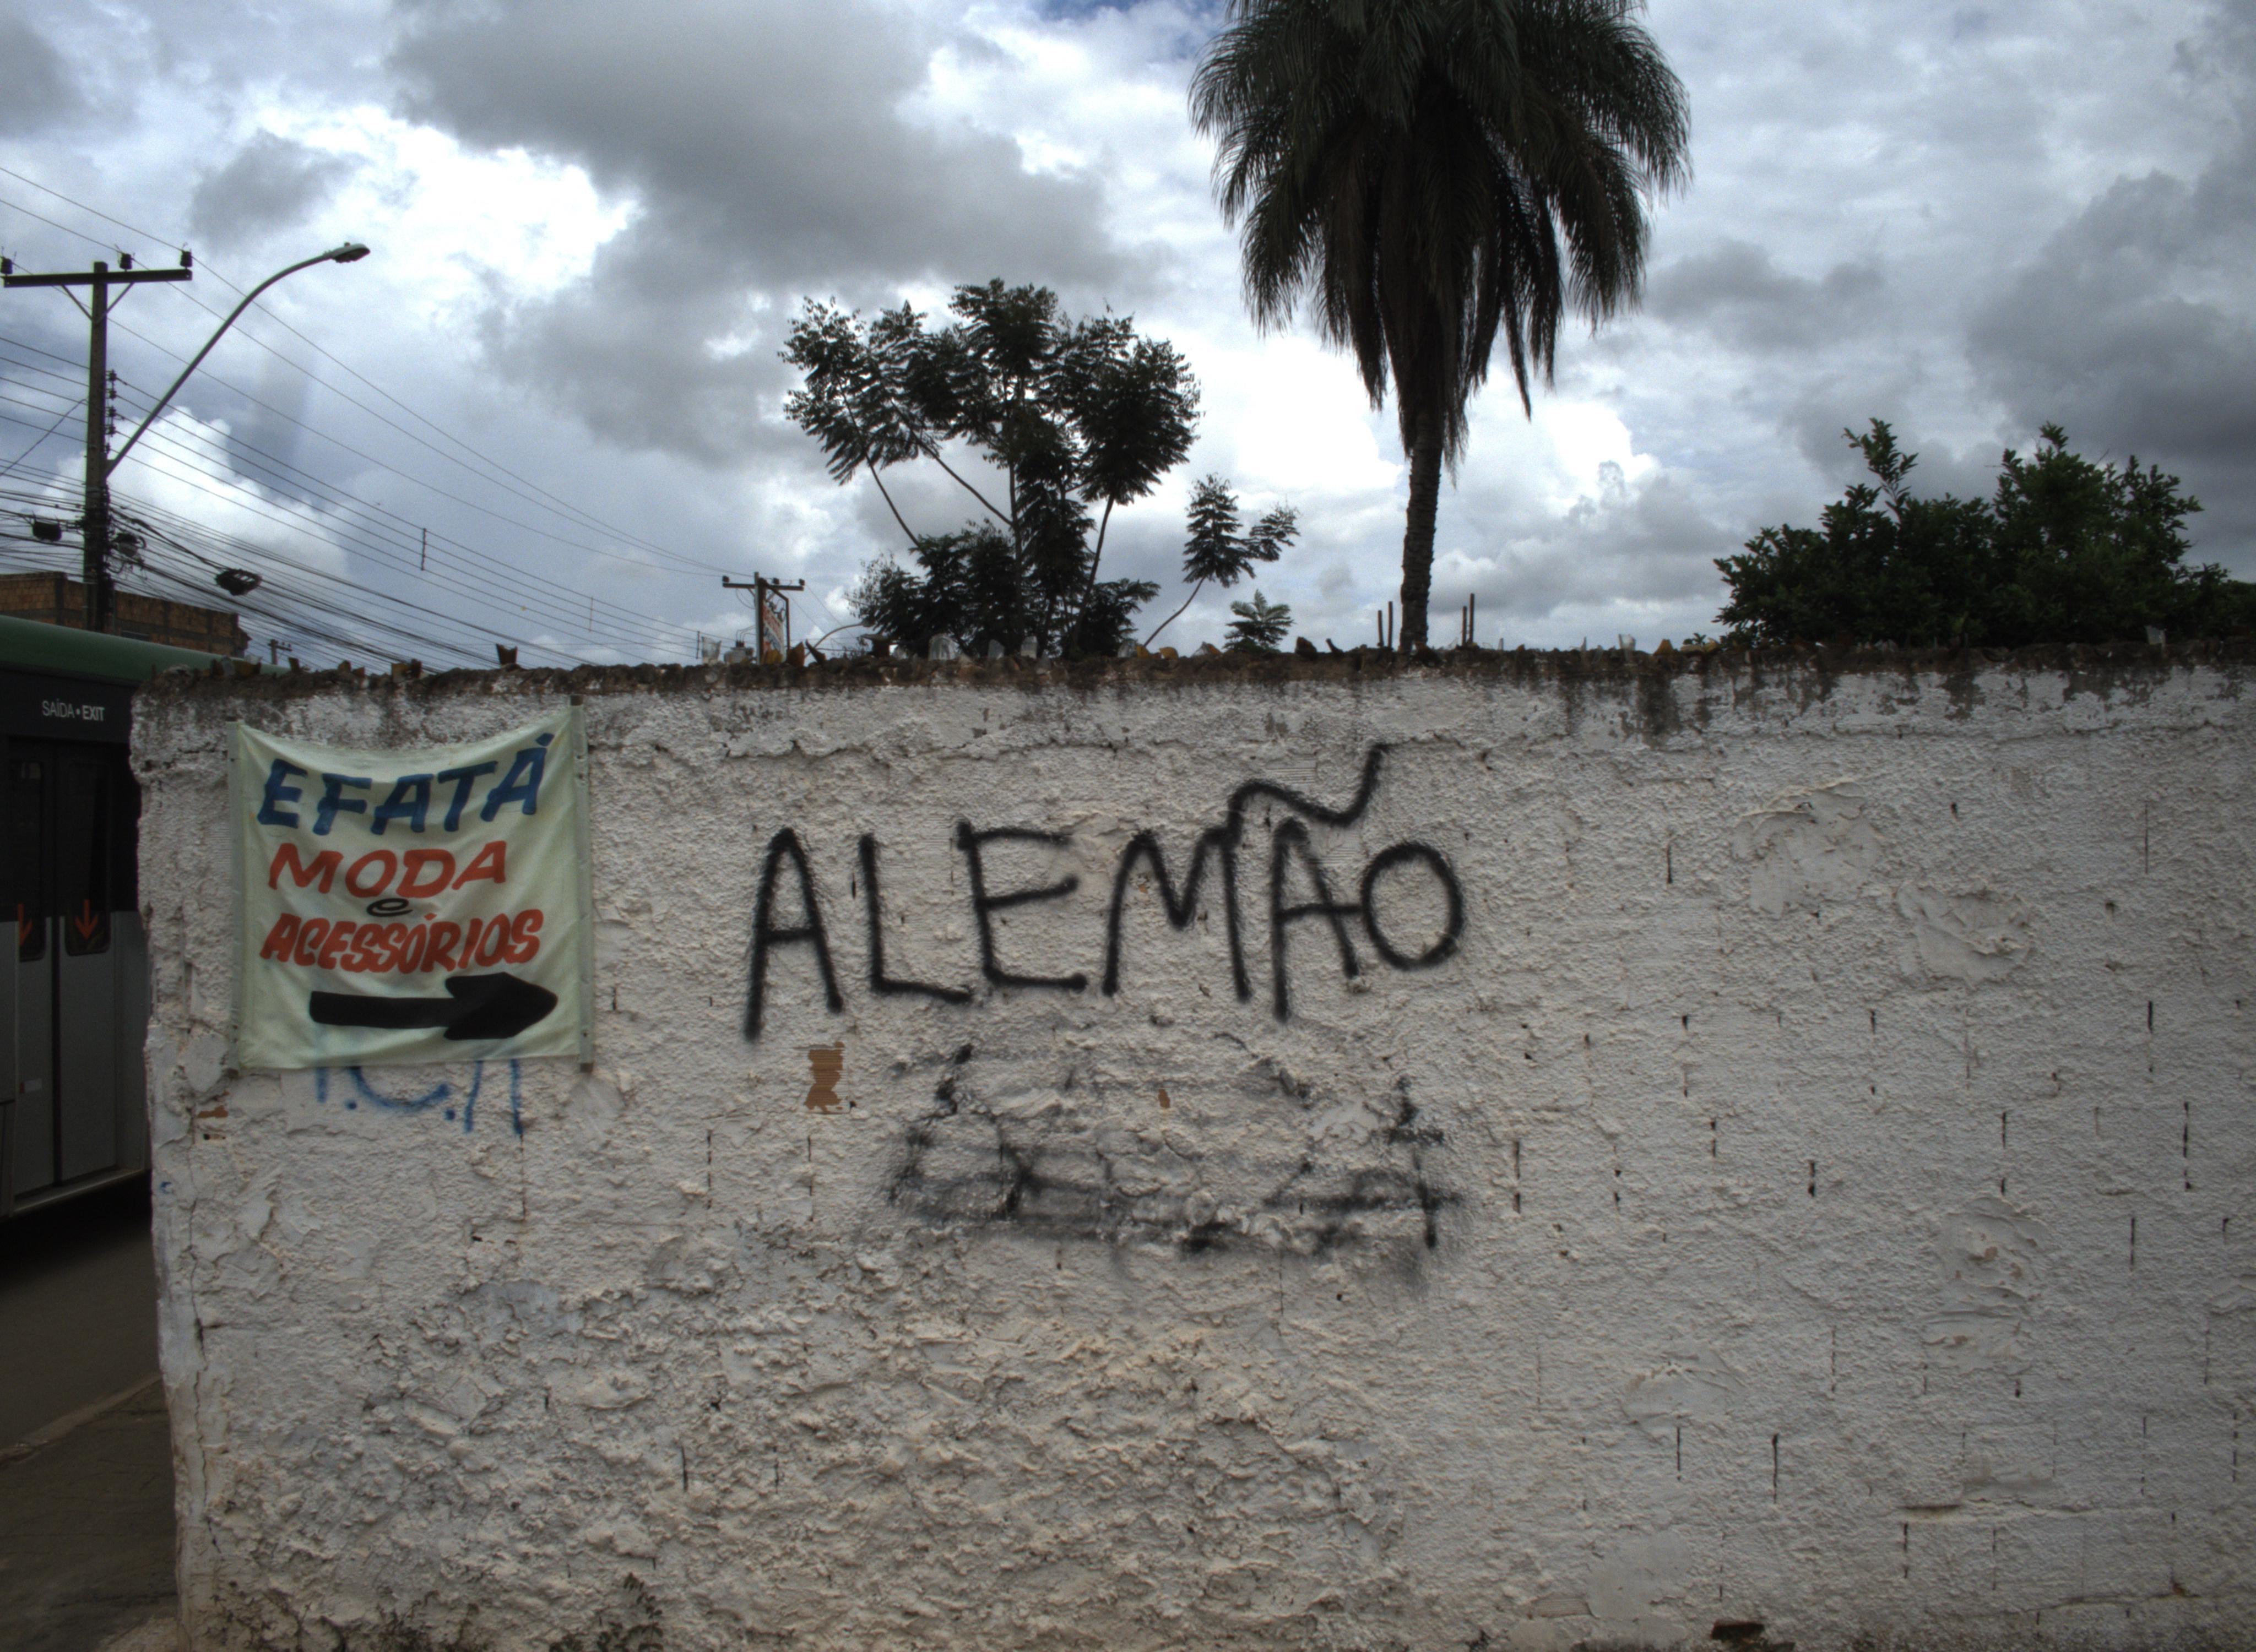 SAÍDA • EXIT
EFATÁ
MODA
e
ACESSÓRIOS
ALEMÃO